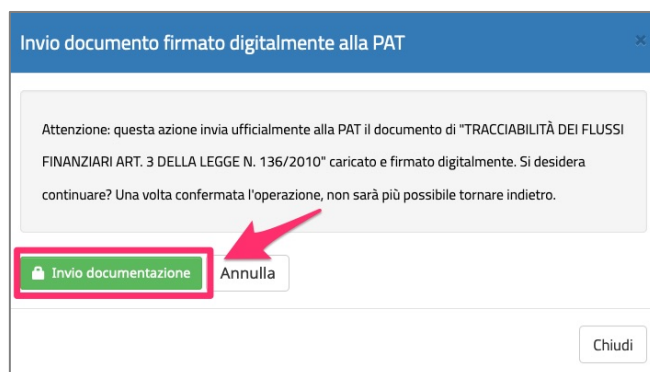 Invio documento firmato digitalmente alla PAT
×
Attenzione: questa azione invia ufficialmente alla PAT il documento di "TRACCIABILITÀ DEI FLUSSI
FINANZIARI ART. 3 DELLA LEGGE N. 136/2010" caricato e firmato digitalmente. Si desidera
continuare? Una volta confermata l'operazione, non sarà più possibile tornare indietro.
Invio documentazione
Annulla
Chiudi